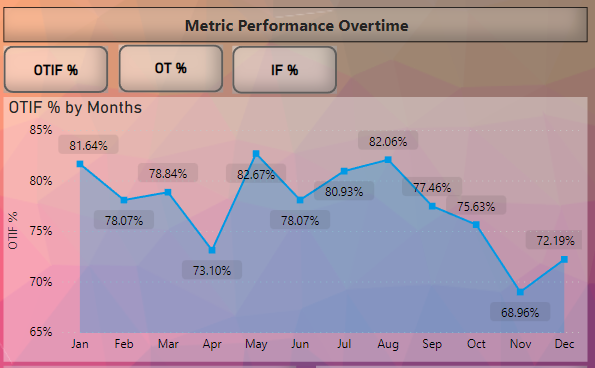 Metric Performance Overtime
OTIF %
OT %
IF %
OTIF % by Months
OTIF %
85%
80%
75%
70%
65%
81.64%
78.07%
78.84%
73.10%
82.67%
78.07%
80.93%
82.06%
77.46%
75.63%
68.96%
72.19%
Jan Feb Mar Apr May Jun Jul Aug Sep Oct Nov Dec